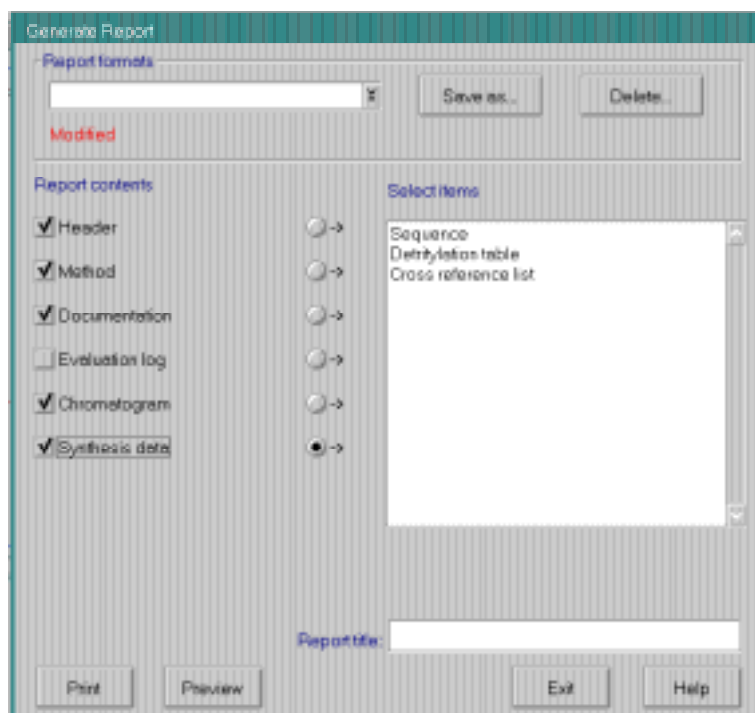 Generate Report
Report formats
Save as...
Delete...
Modified
Report contents
Select items
Header
->
Method
->
Documentation
->
Evaluation log
->
Chromatogram
->
Synthesis data
->
Sequence
Detritylation table
Cross reference list
Report title:
Print
Preview
Exit
Help